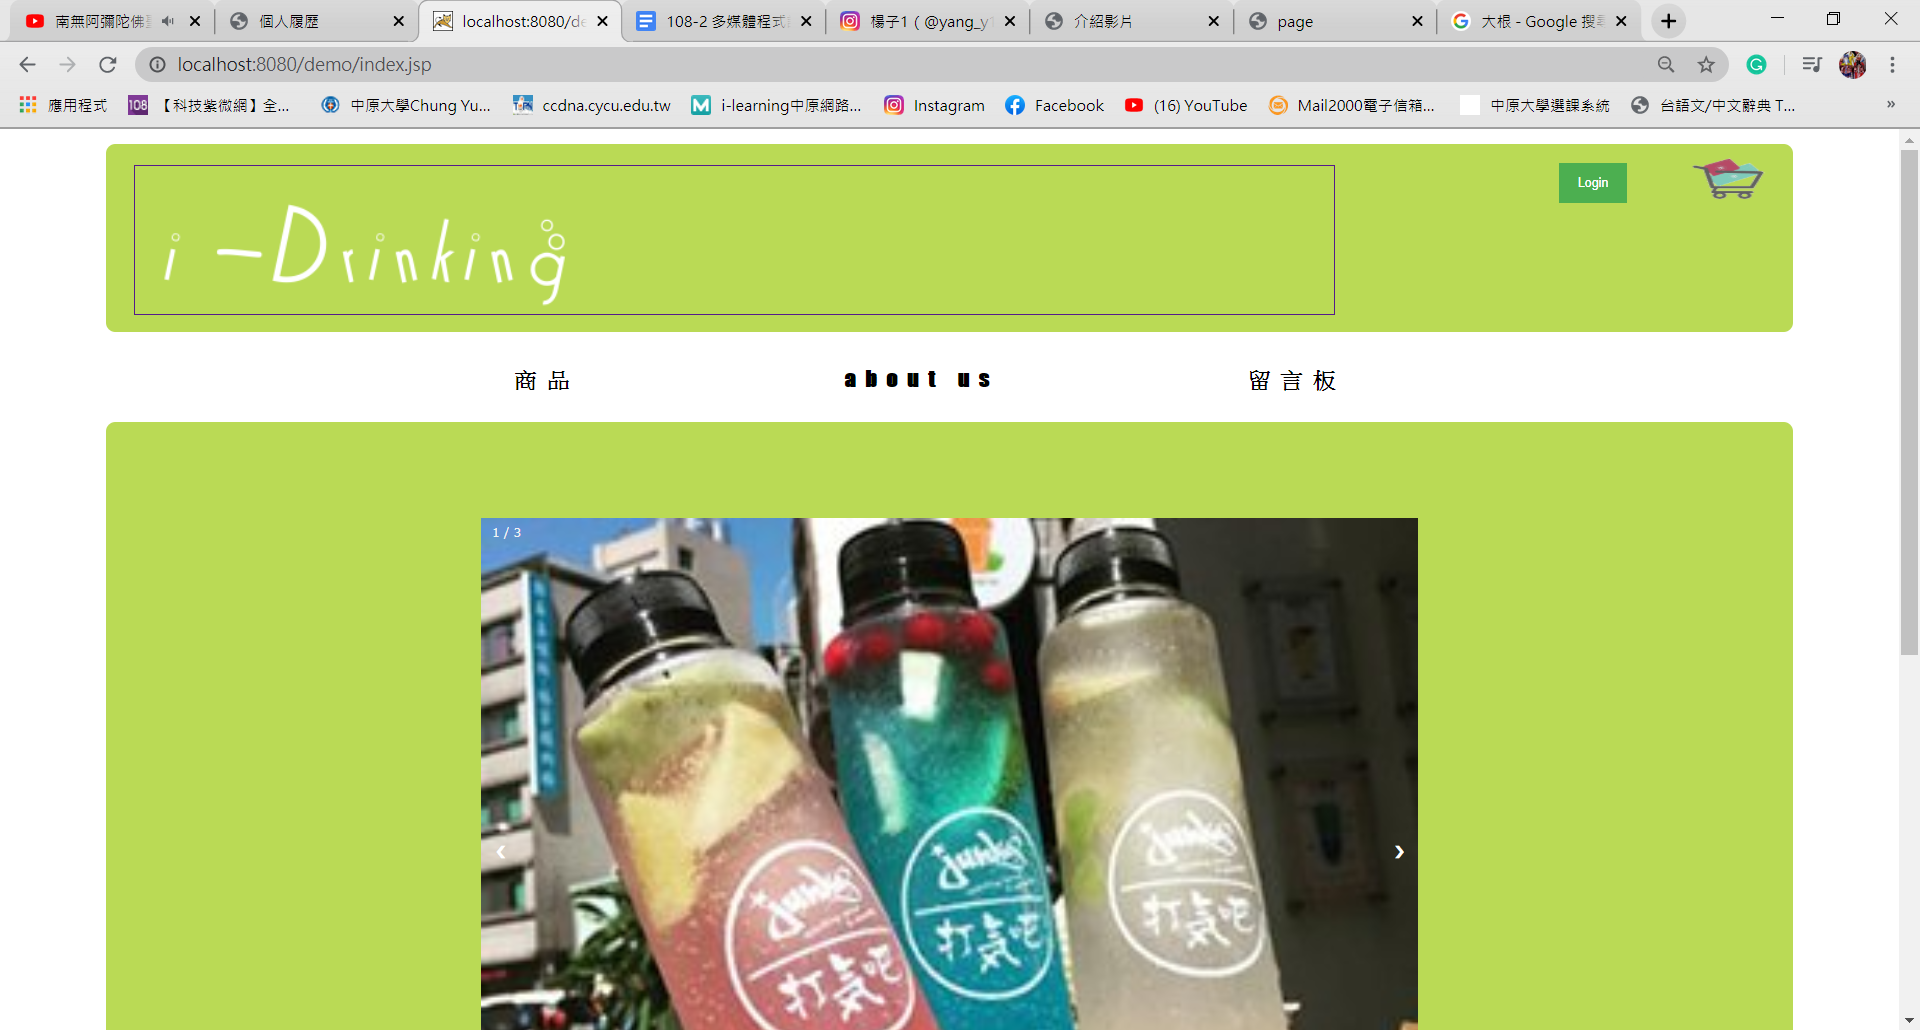 南無阿彌陀佛
個人履歷
localhost:8080/de
108-2 多媒體程式
楊子1 ( @yang_y
介紹影片
page
大根 - Google 搜尋
localhost:8080/demo/index.jsp
應用程式
108
【科技紫微網】全...
中原大學Chung Yu...
ccdna.cycu.edu.tw
i-learning中原網路...
Instagram
Facebook
(16) YouTube
Mail2000電子信箱...
中原大學選課系統
台語文/中文辭典 T...
»
i-Drinking
Login
商品
about us
留言板
1 / 3
junks
打氣吧
junks
打氣吧
junks
打氣吧